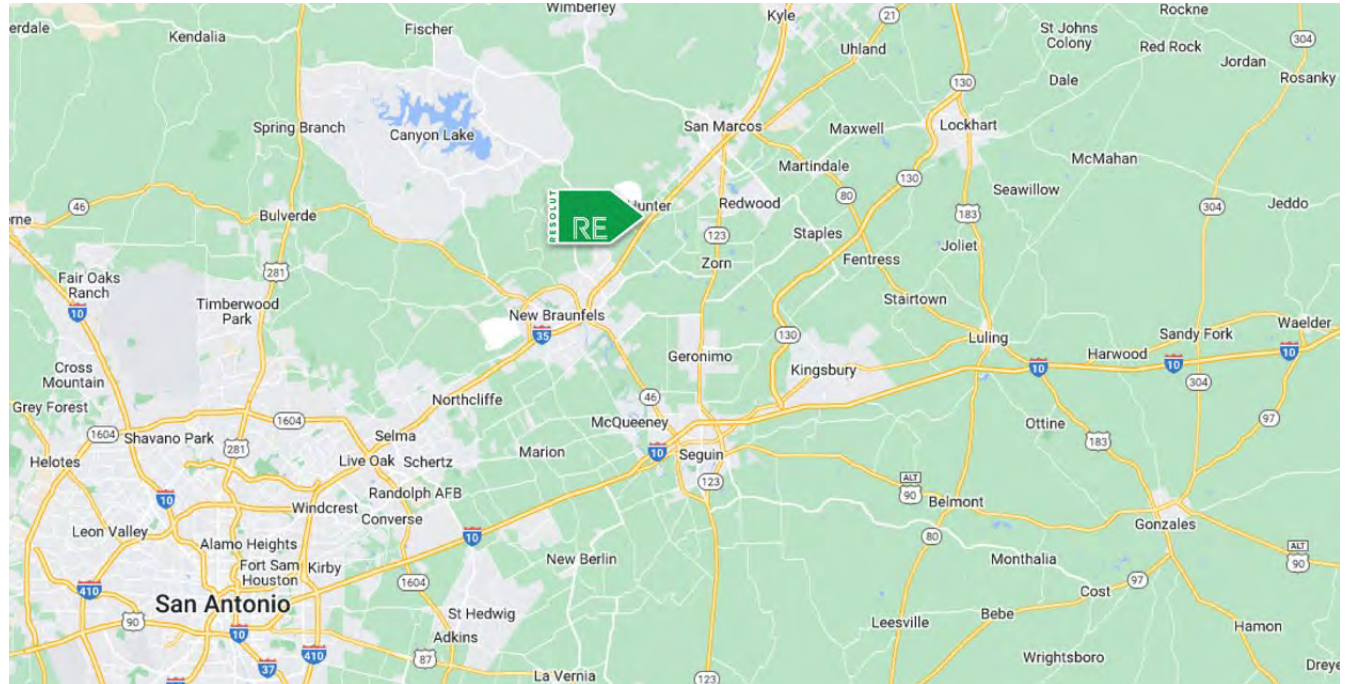 Wimberley
Kyle
21
Rockne
erdale
Kendalia
Fischer
Uhland
St Johns
Colony
Red Rock
304
Jordan
Rosanky
Dale
130
Spring Branch
Canyon Lake
San Marcos
Maxwell
Lockhart
McMahan
Martindale
130
Seawillow
46
erne
Bulverde
RESOLUT
RE
Hunter
Redwood
80
183
304
Jeddo
123
Staples
Joliet
Fair Oaks
Ranch
281
Zorn
Fentress
10
Timberwood
Park
New Braunfels
35
Stairtown
130
Luling
Sandy Fork
Waelder
Geronimo
Kingsbury
Harwood
10
10
10
Cross
Mountain
304
Grey Forest
Northcliffe
46
97
1604
McQueeney
1604
Shavano Park
281
Selma
Ottine
183
Helotes
Live Oak
Schertz
Marion
10
Seguin
10
Randolph AFB
123
ALT
90
Belmont
Windcrest
Converse
Gonzales
Leon Valley
10
Alamo Heights
80
ALT
90
Fort Sam
Houston
Kirby
New Berlin
Monthalia
1604
97
Cost
410
San Antonio
St Hedwig
Bebe
90
10
Leesville
Hamon
Adkins
410
87
Wrightsboro
37
La Vernia
123
Dreye